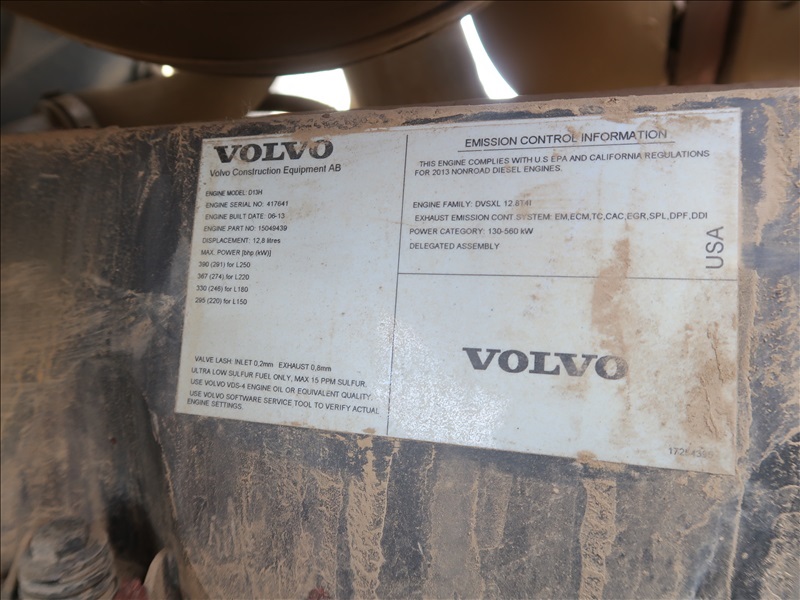 VOLVO
Volvo Construction Equipment AB
ENGINE MODEL: D13H
ENGINE SERIAL NO: 417641
ENGINE BUILT DATE: 06-13
ENGINE PART NO: 15049439
DISPLACEMENT: 12,8 litres
MAX. POWER [bhp (kW)]
390 (291) for L250
367 (274) for L220
330 (246) for L180
295 (220) for L150
VALVE LASH: INLET 0,2mm EXHAUST 0,8mm
ULTRA LOW SULFUR FUEL ONLY, MAX 15 PPM SULFUR.
USE VOLVO VDS-4 ENGINE OIL OR EQUIVALENT QUALITY.
USE VOLVO SOFTWARE SERVICE TOOL TO VERIFY ACTUAL
ENGINE SETTINGS.
EMISSION CONTROL INFORMATION
THIS ENGINE COMPLIES WITH U.S EPA AND CALIFORNIA REGULATIONS
FOR 2013 NONROAD DIESEL ENGINES.
ENGINE FAMILY: DVSXL 12.8T4I
EXHAUST EMISSION CONT. SYSTEM: EM,ECM,TC,CAC,EGR,SPL,DPF,DDI
POWER CATEGORY: 130-560 kW
DELEGATED ASSEMBLY
USA
VOLVO